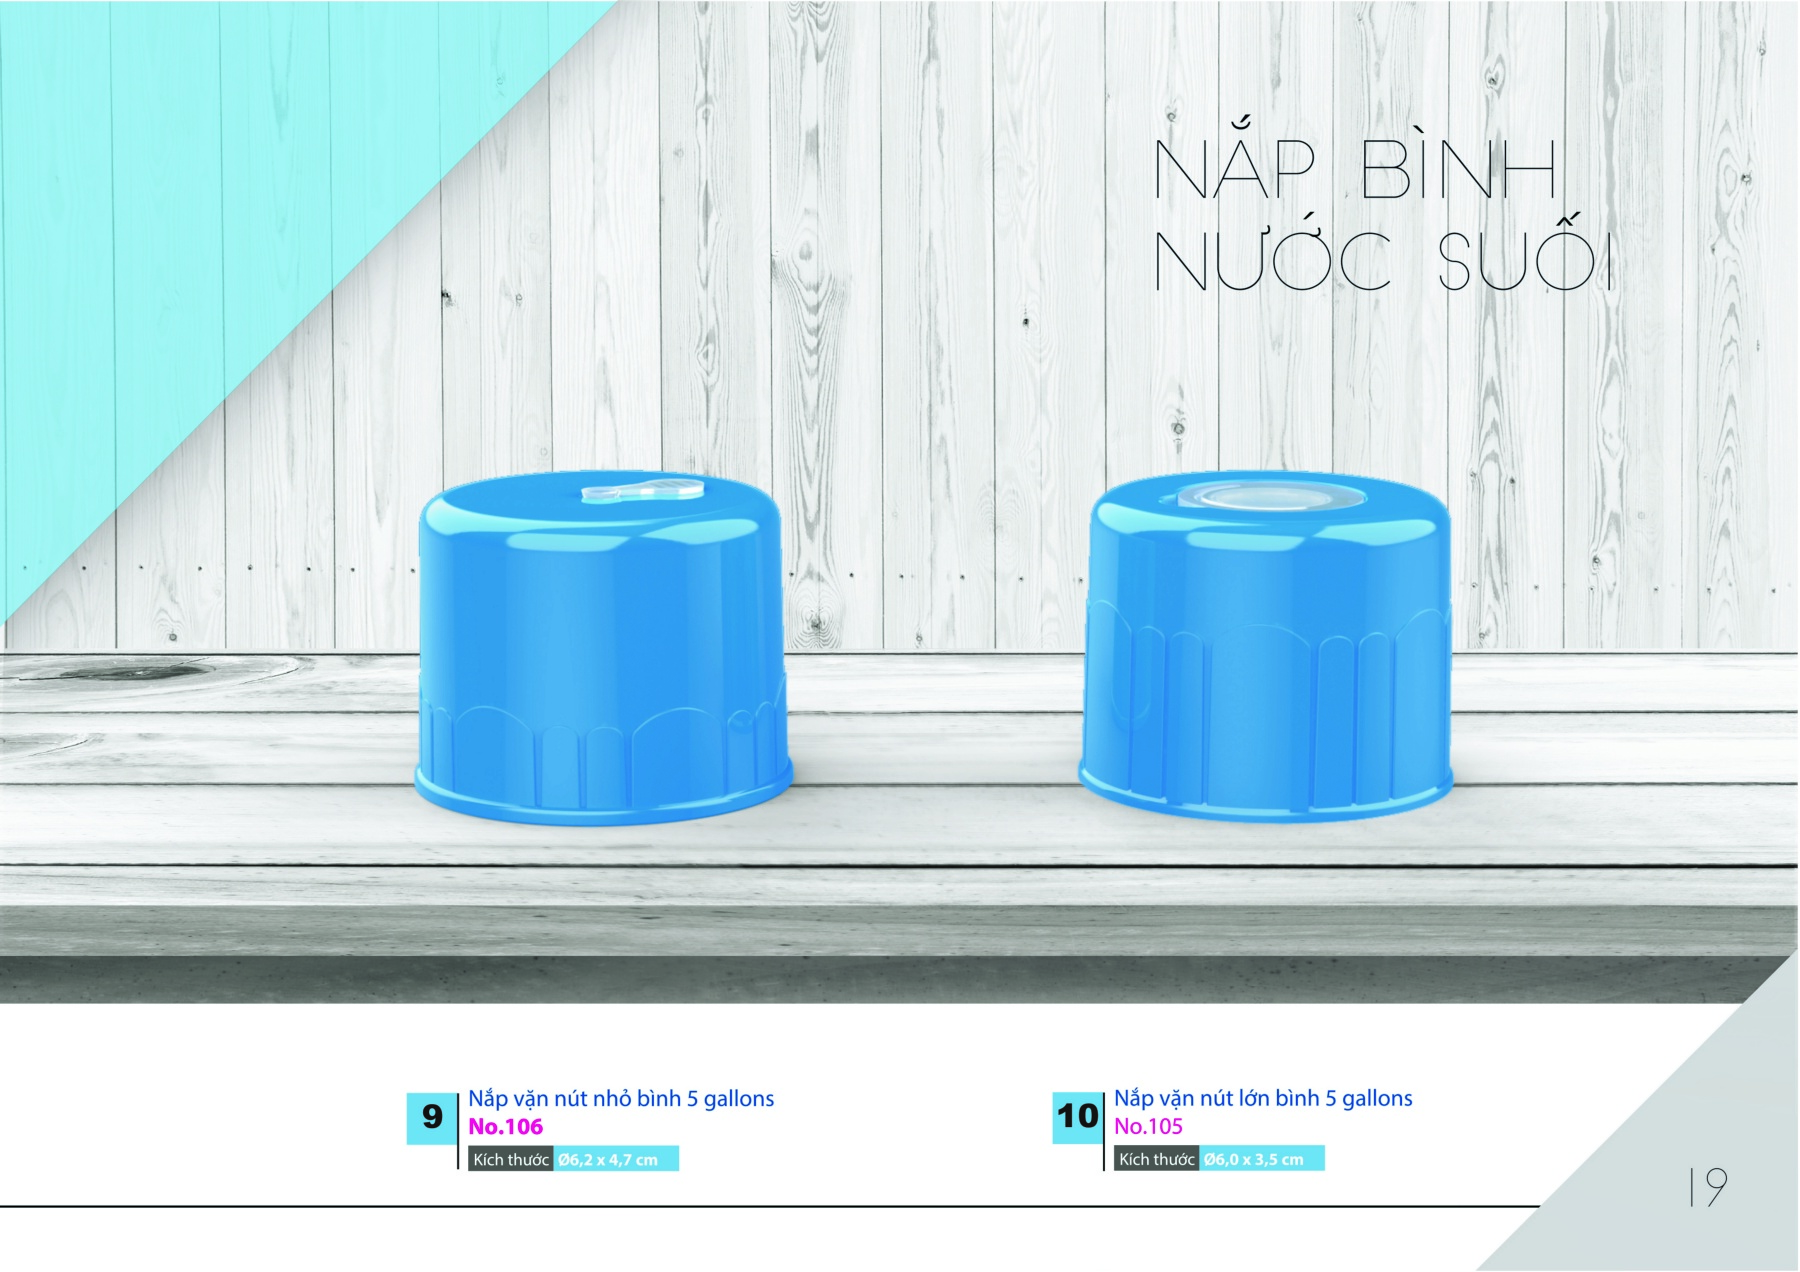 NẮP BÌNH
NƯỚC SUỐI
9
Nắp vặn nút nhỏ bình 5 gallons
No.106
Kích thước Ø6,2 x 4,7 cm
10
Nắp vặn nút lớn bình 5 gallons
No.105
Kích thước Ø6,0 x 3,5 cm
19